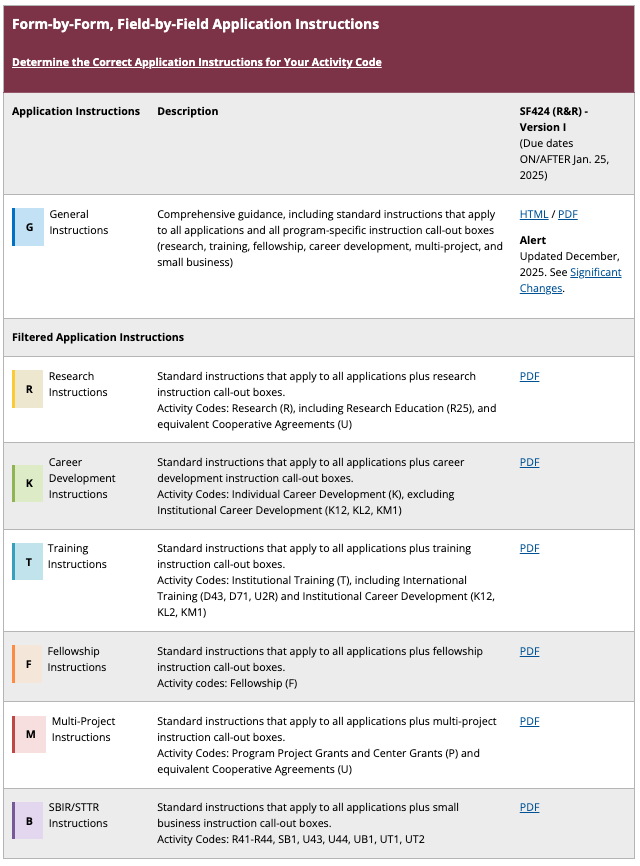 Form-by-Form, Field-by-Field Application Instructions
Determine the Correct Application Instructions for Your Activity Code
Application Instructions
Description
SF424 (R&R) -
Version I
(Due dates
ON/AFTER Jan. 25,
2025)
G
General
Instructions
Comprehensive guidance, including standard instructions that apply
to all applications and all program-specific instruction call-out boxes
(research, training, fellowship, career development, multi-project, and
small business)
HTML / PDF
Alert
Updated December,
2025. See Significant
Changes.
Filtered Application Instructions
R
Research
Instructions
Standard instructions that apply to all applications plus research
instruction call-out boxes.
Activity Codes: Research (R), including Research Education (R25), and
equivalent Cooperative Agreements (U)
PDF
K
Career
Development
Instructions
Standard instructions that apply to all applications plus career
development instruction call-out boxes.
Activity Codes: Individual Career Development (K), excluding
Institutional Career Development (K12, KL2, KM1)
PDF
T
Training
Instructions
Standard instructions that apply to all applications plus training
instruction call-out boxes.
Activity Codes: Institutional Training (T), including International
Training (D43, D71, U2R) and Institutional Career Development (K12,
KL2, KM1)
PDF
F
Fellowship
Instructions
Standard instructions that apply to all applications plus fellowship
instruction call-out boxes.
Activity codes: Fellowship (F)
PDF
M
Multi-Project
Instructions
Standard instructions that apply to all applications plus multi-project
instruction call-out boxes.
Activity Codes: Program Project Grants and Center Grants (P) and
equivalent Cooperative Agreements (U)
PDF
B
SBIR/STTR
Instructions
Standard instructions that apply to all applications plus small
business instruction call-out boxes.
Activity Codes: R41-R44, SB1, U43, U44, UB1, UT1, UT2
PDF